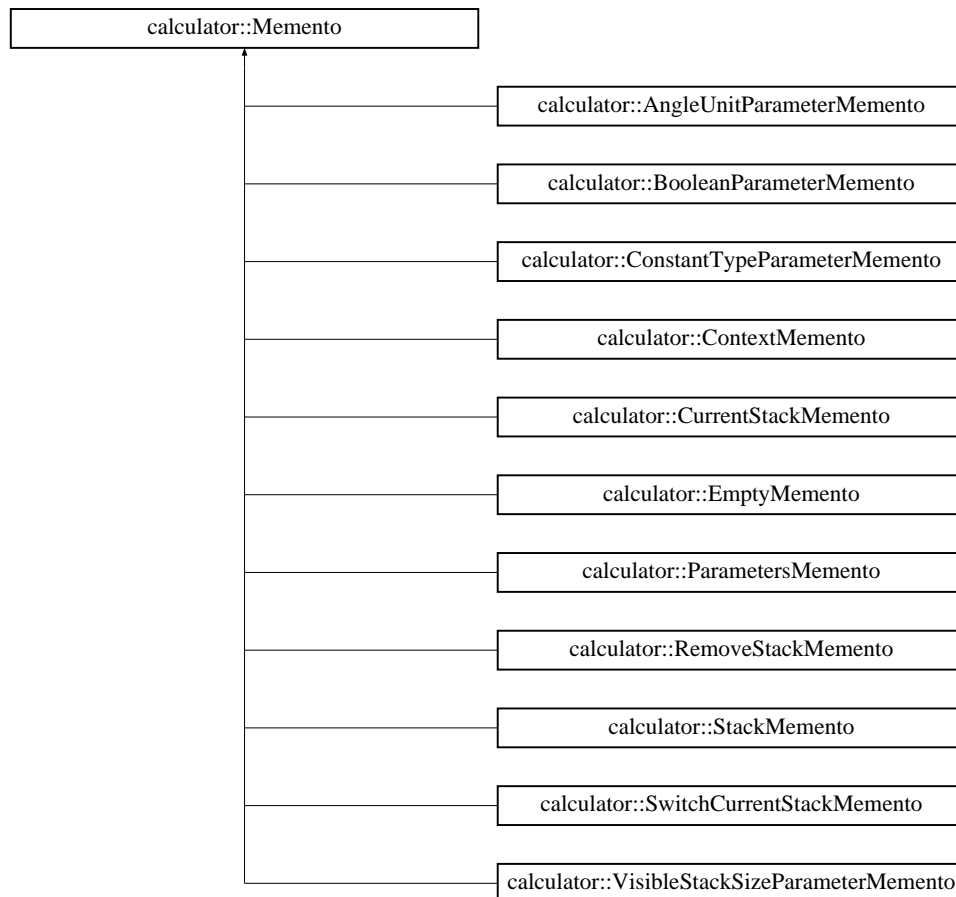 calculator::Memento
calculator::AngleUnitParameterMemento
calculator::BooleanParameterMemento
calculator::ConstantTypeParameterMemento
calculator::ContextMemento
calculator::CurrentStackMemento
calculator::EmptyMemento
calculator::ParametersMemento
calculator::RemoveStackMemento
calculator::StackMemento
calculator::SwitchCurrentStackMemento
calculator::VisibleStackSizeParameterMemento